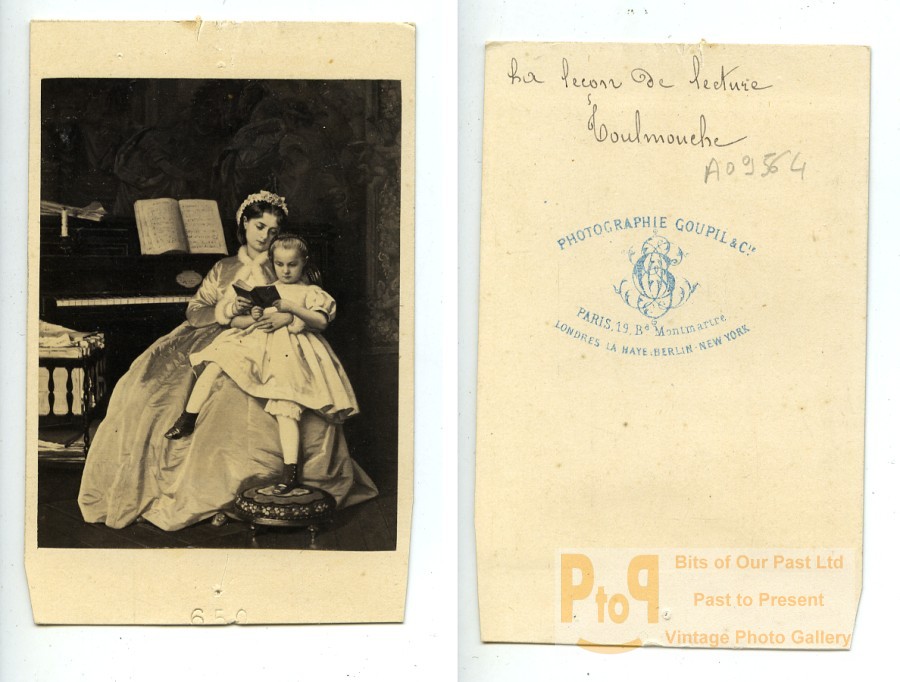 650
La leçon de lecture
Toulmouche
A09564
PHOTOGRAPHIE GOUPIL & Cie
PARIS, 19, Bd Montmartre
LONDRES LA HAYE BERLIN - NEW YORK
PtoP
Bits of Our Past Ltd
Past to Present
Vintage Photo Gallery